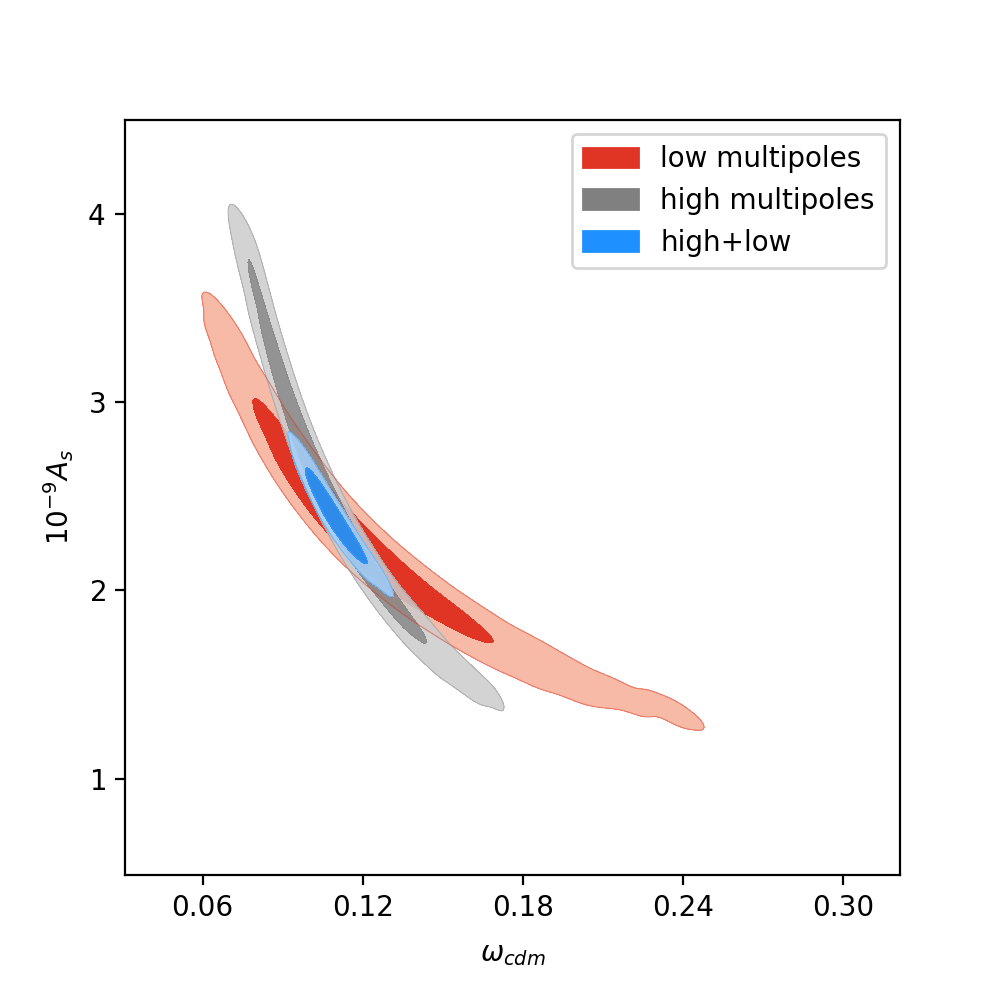 low multipoles
high multipoles
high+low
4
3
2
1
10⁻⁹Aₛ
0.06 0.12 0.18 0.24 0.30
ω_cdm